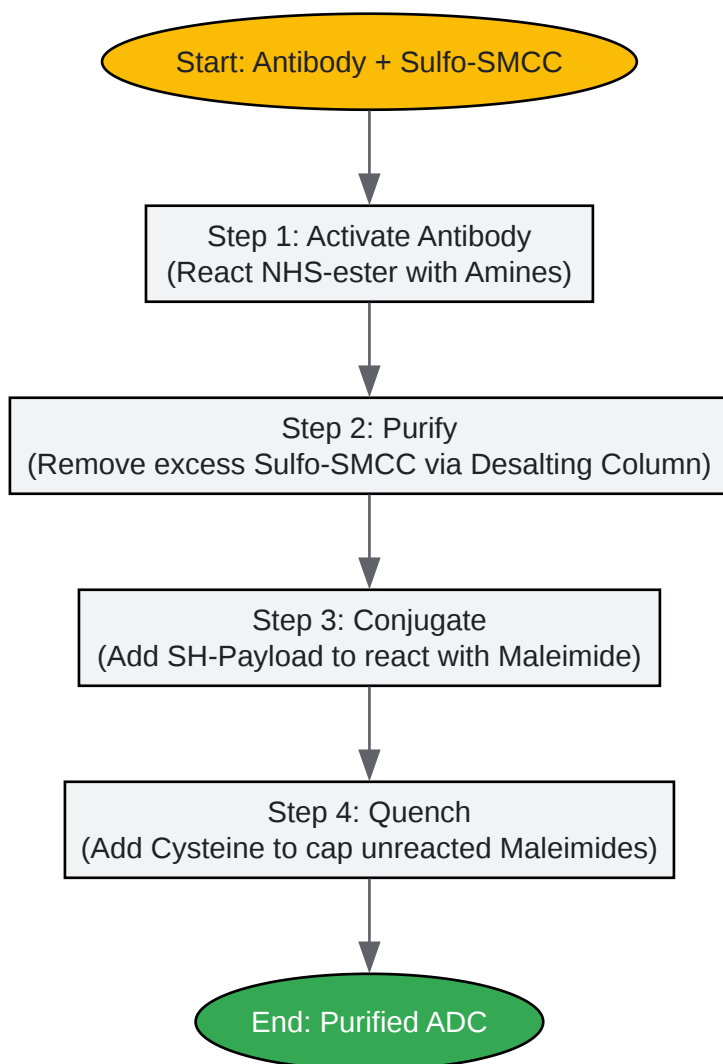 Start: Antibody + Sulfo-SMCC
Step 1: Activate Antibody
(React NHS-ester with Amines)
Step 2: Purify
(Remove excess Sulfo-SMCC via Desalting Column)
Step 3: Conjugate
(Add SH-Payload to react with Maleimide)
Step 4: Quench
(Add Cysteine to cap unreacted Maleimides)
End: Purified ADC